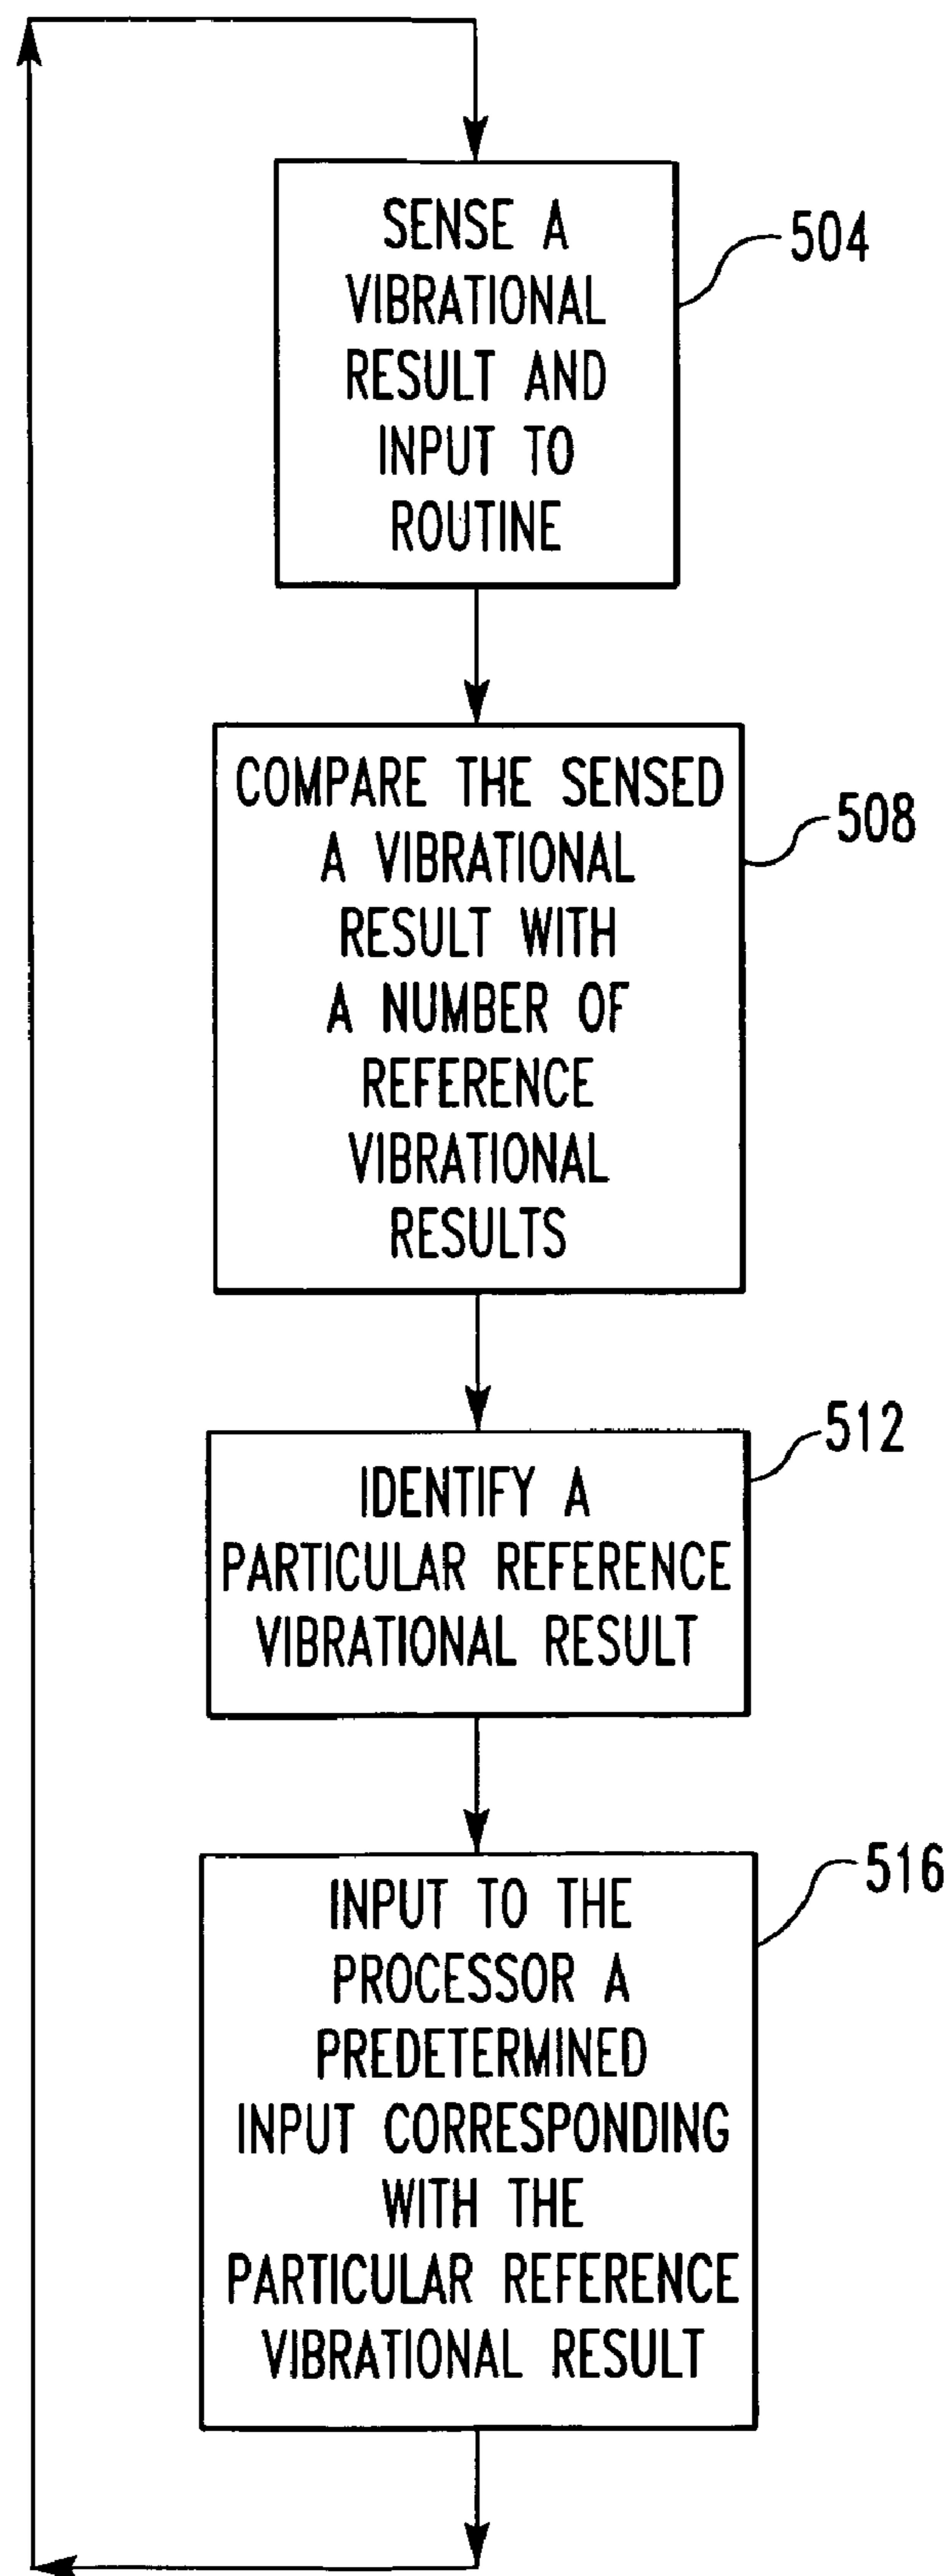 SENSE A
VIBRATIONAL
RESULT AND
INPUT TO
ROUTINE
504
COMPARE THE SENSED
A VIBRATIONAL
RESULT WITH
A NUMBER OF
REFERENCE
VIBRATIONAL
RESULTS
508
IDENTIFY A
PARTICULAR REFERENCE
VIBRATIONAL RESULT
512
INPUT TO THE
PROCESSOR A
PREDETERMINED
INPUT CORRESPONDING
WITH THE
PARTICULAR REFERENCE
VIBRATIONAL RESULT
516